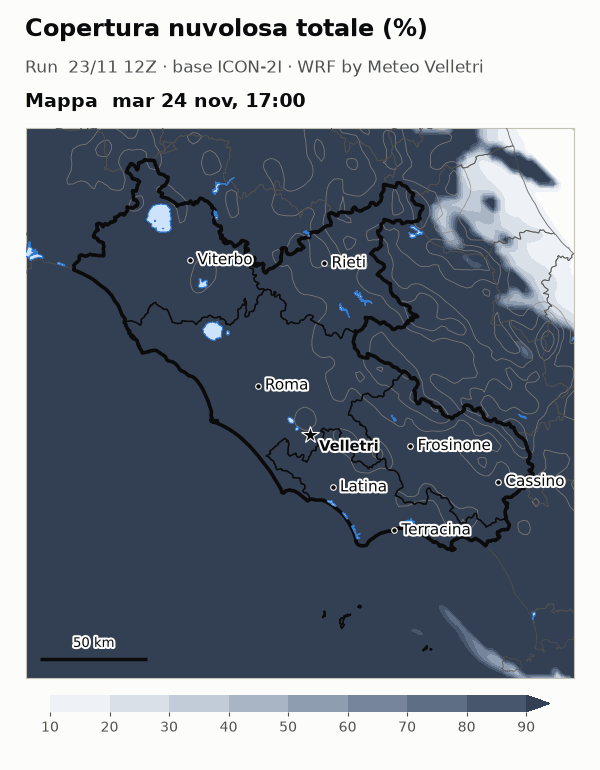 Copertura nuvolosa totale (%)
Run  23/11 12Z · base ICON-2I · WRF by Meteo Velletri
Mappa  mar 24 nov, 17:00
Viterbo
Rieti
Roma
Velletri
Frosinone
Cassino
Latina
Terracina
50 km
10 20 30 40 50 60 70 80 90